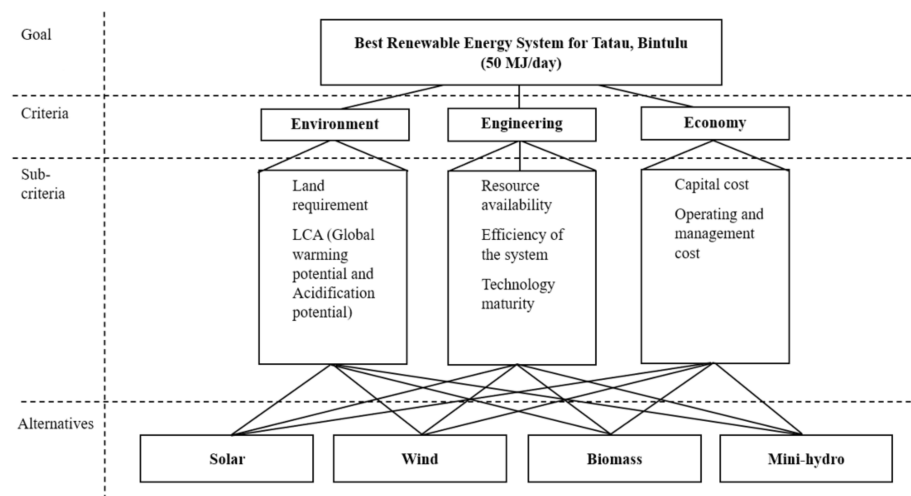 Goal
Best Renewable Energy System for Tatau, Bintulu
(50 MJ/day)
Criteria
Environment
Engineering
Economy
Sub-
criteria
Land
requirement
LCA (Global
warming
potential and
Acidification
potential)
Resource
availability
Efficiency of
the system
Technology
maturity
Capital cost
Operating and
management
cost
Alternatives
Solar
Wind
Biomass
Mini-hydro